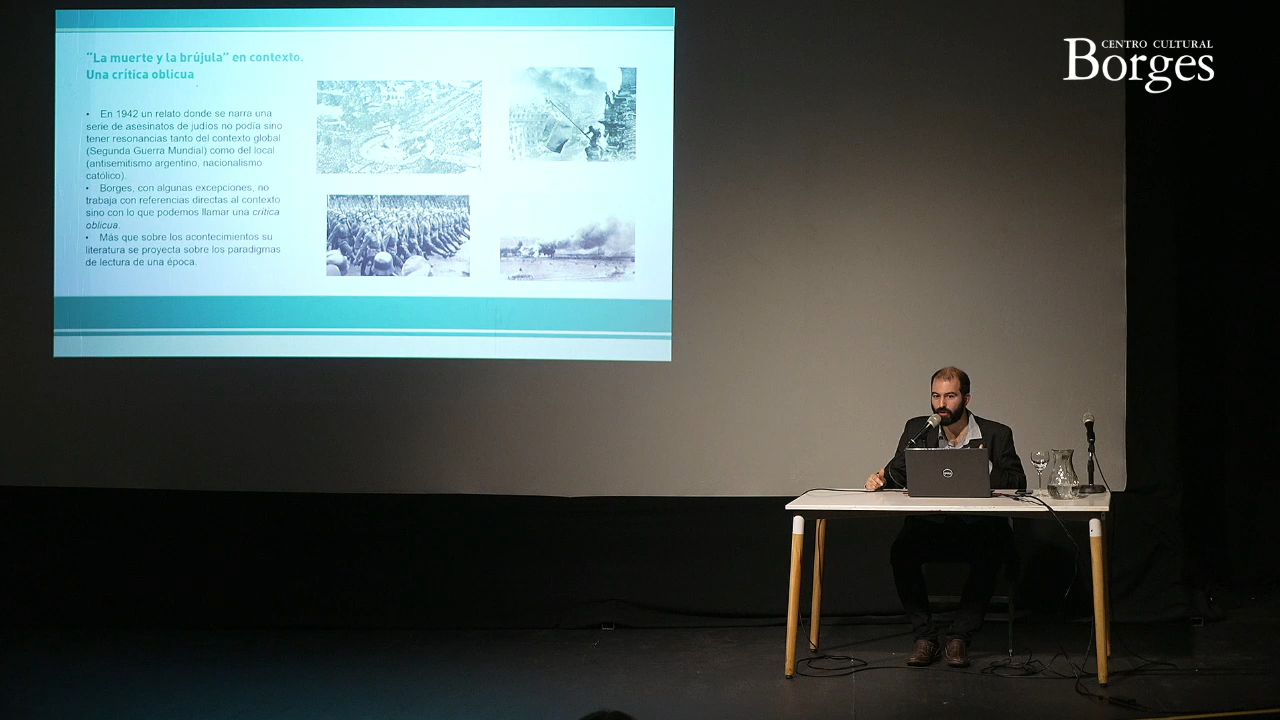 “La muerte y la brújula” en contexto.
Una crítica oblicua
• En 1942 un relato donde se narra una
serie de asesinatos de judíos no podía sino
tener resonancias tanto del contexto global
(Segunda Guerra Mundial) como del local
(antisemitismo argentino, nacionalismo
católico).
• Borges, con algunas excepciones, no
trabaja con referencias directas al contexto
sino con lo que podemos llamar una crítica
oblicua.
• Más que sobre los acontecimientos su
literatura se proyecta sobre los paradigmas
de lectura de una época.
CENTRO CULTURAL
Borges
DELL